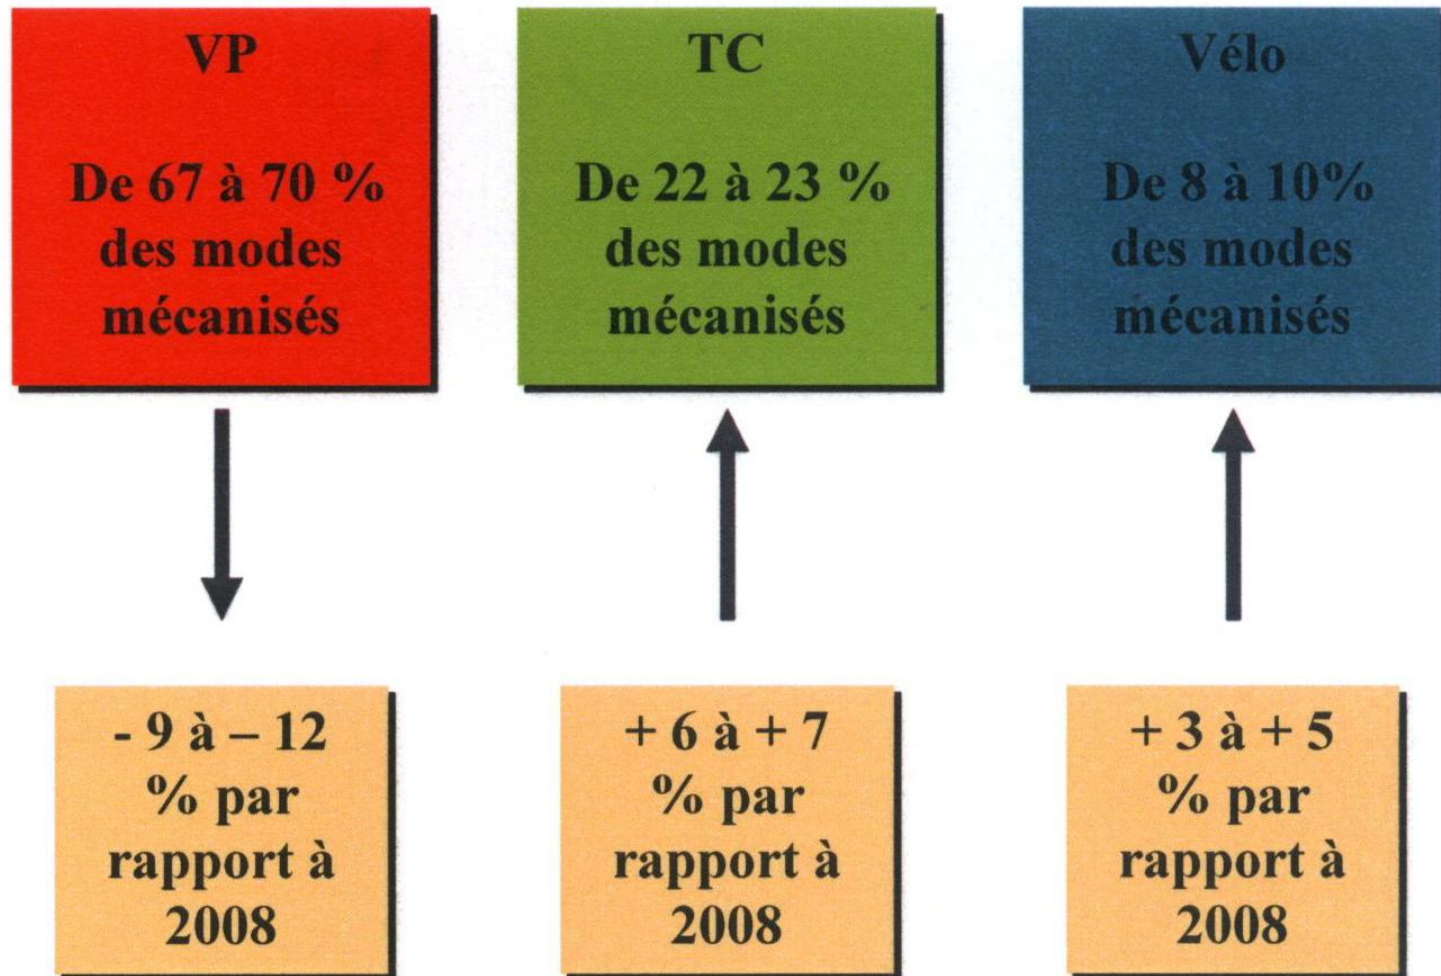 VP
De 67 à 70 %
des modes
mécanisés
TC
De 22 à 23 %
des modes
mécanisés
Vélo
De 8 à 10%
des modes
mécanisés
- 9 à – 12
% par
rapport à
2008
+ 6 à + 7
% par
rapport à
2008
+ 3 à + 5
% par
rapport à
2008